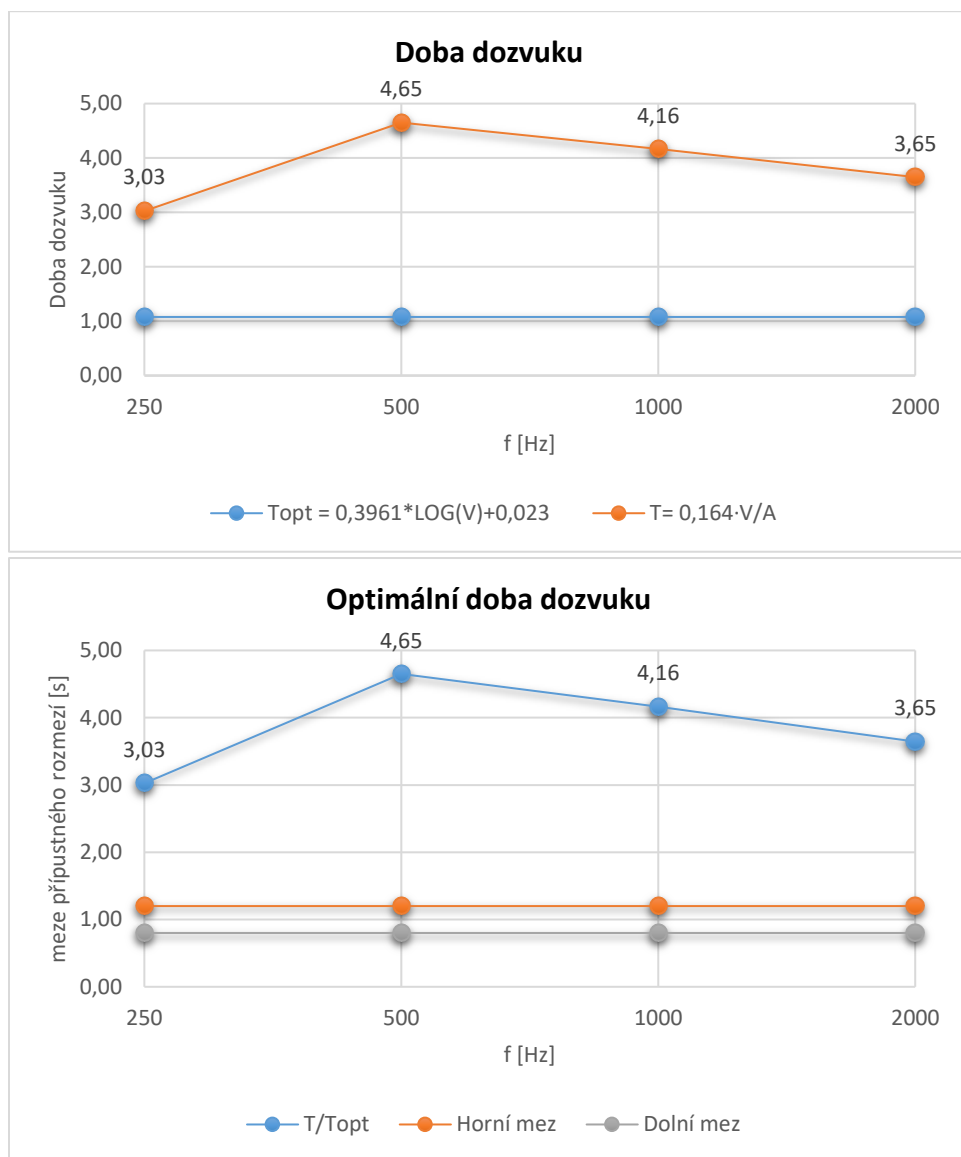 Doba dozvuku
4,65
5,00
4,16
3,65
4,00
3,03
3,00
2,00
1,00
0,00
Doba dozvuku
250 500 1000 2000
f [Hz]
Topt = 0,3961*LOG(V)+0,023 T= 0,164·V/A
Optimální doba dozvuku
4,65
5,00
4,16
3,65
4,00
3,03
3,00
2,00
1,00
0,00
meze přípustného rozmezí [s]
250 500 1000 2000
f [Hz]
T/Topt Horní mez Dolní mez